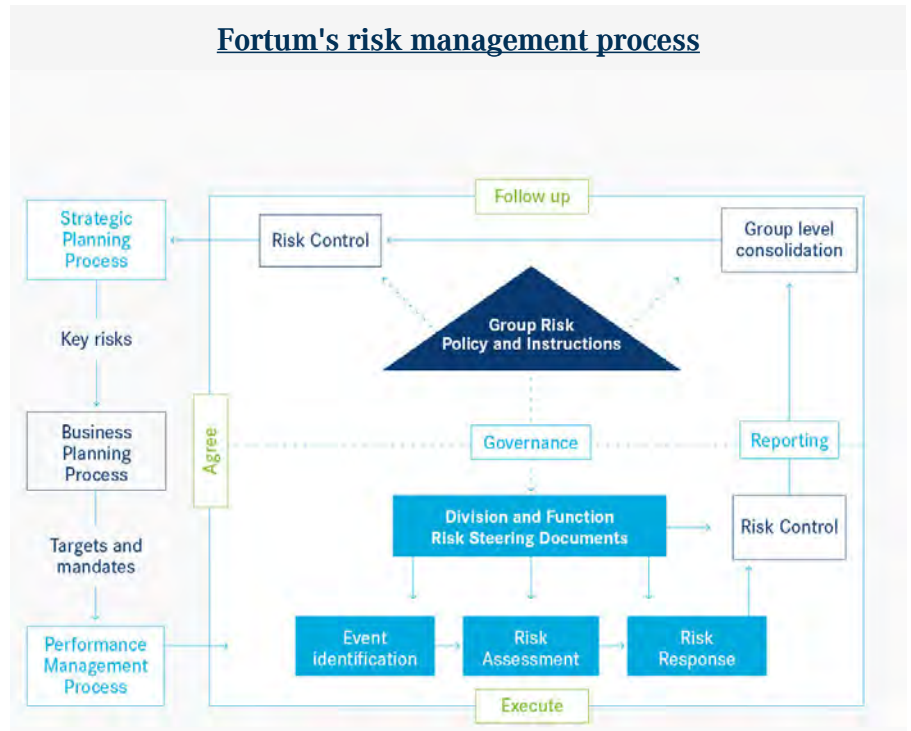 Fortum's risk management process
Follow up
Strategic
Planning
Process
Risk Control
Group level
consolidation
Group Risk
Policy and Instructions
Key risks
Agree
Business
Planning
Process
Governance
Reporting
Division and Function
Risk Steering Documents
Risk Control
Targets and
mandates
Performance
Management
Process
Event
identification
Risk
Assessment
Risk
Response
Execute